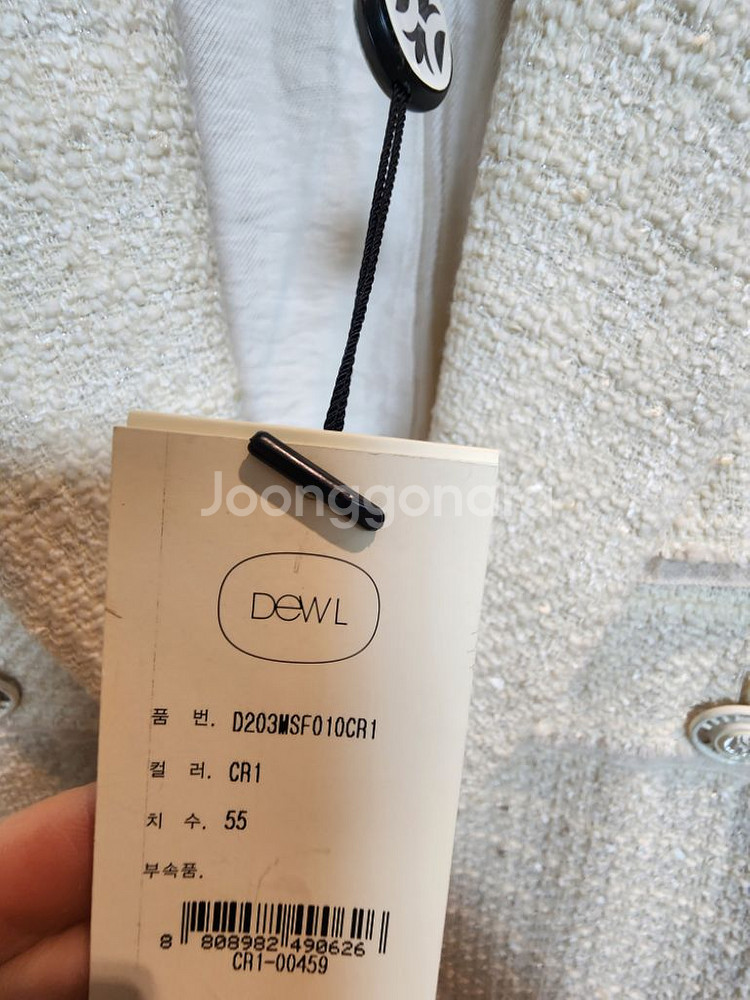 Joonggonara
DeWL
품 번. D203MSF010CR1
컬 러. CR1
치 수. 55
부속품.
8 808982 490626
CR1-00459